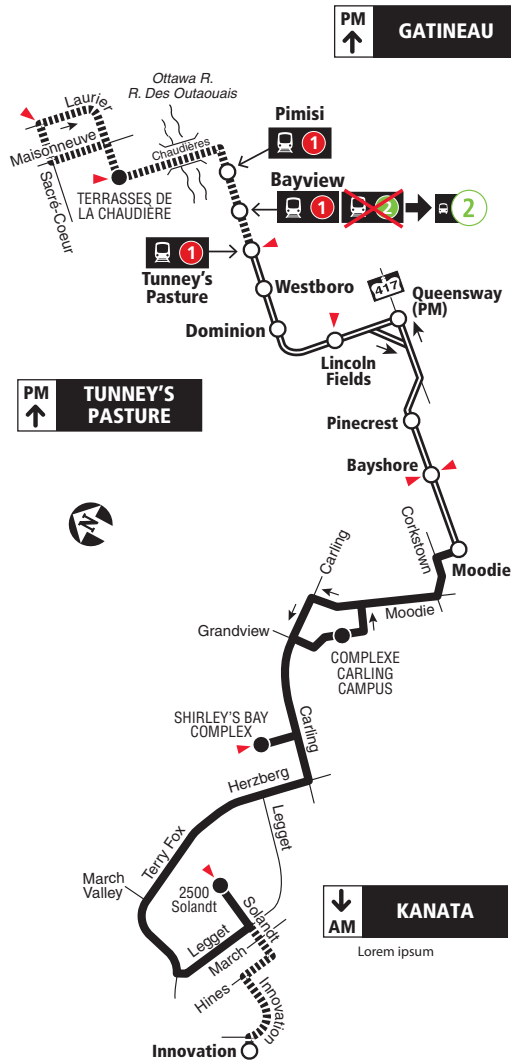 PM
GATINEAU
Ottawa R.
R. Des Outaouais
Laurier
Pimisi
1
Maisonneuve
Chaudières
Sacré-Coeur
TERRASSES DE
LA CHAUDIÈRE
Bayview
1
2
2
1
Tunney's
Pasture
Westboro
417
Queensway
(PM)
Dominion
Lincoln
Fields
PM
TUNNEY'S
PASTURE
Pinecrest
Bayshore
N
Corkstown
Moodie
Carling
Moodie
Grandview
COMPLEXE
CARLING
CAMPUS
SHIRLEY'S BAY
COMPLEX
Carling
Herzberg
Legget
Terry Fox
March
Valley
2500
Solandt
Solandt
AM
KANATA
Lorem ipsum
Legget
March
Hines
Innovation
Innovation